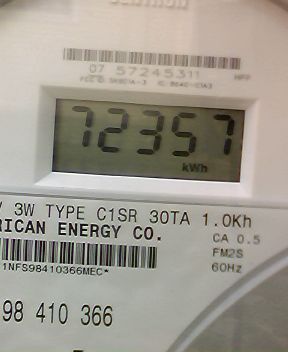 07 57245311
72357
kWh
V 3W TYPE C1SR 30TA 1.0Kh
RICAN ENERGY CO.
CA 0.5
FM2S
60Hz
1NFS98410366MEC*
98 410 366